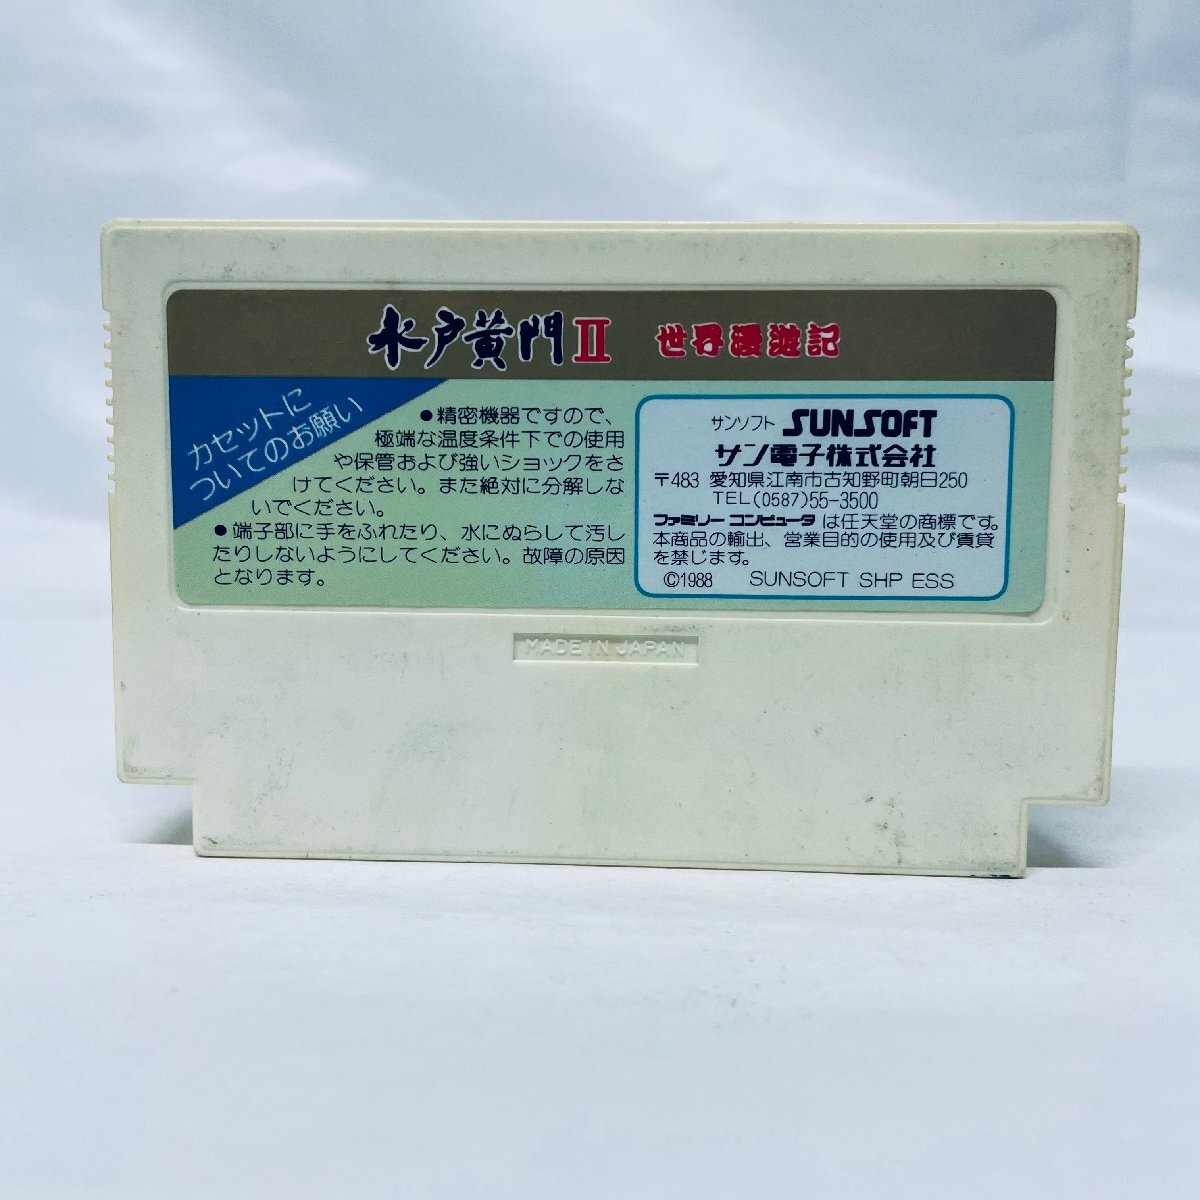 水戸黄門II 世界漫遊記
カセットに
ついてのお願い
●精密機器ですので、
極端な温度条件下での使用
や保管および強いショックをさ
けてください。また絶対に分解しな
いでください。
●端子部に手をふれたり、水にぬらして汚し
たりしないようにしてください。故障の原因
となります。
サンソフト SUNSOFT
サン電子株式会社
〒483 愛知県江南市古知野町朝日250
TEL(0587)55-3500
ファミリーコンピュータは任天堂の商標です。
本商品の輸出、営業目的の使用及び賃貸
を禁じます。
©1988 SUNSOFT SHP ESS
MADE IN JAPAN